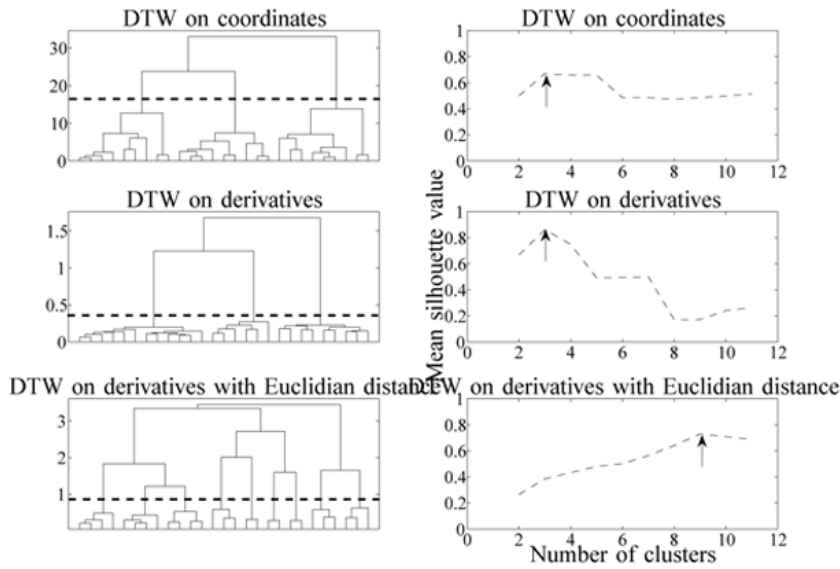 DTW on coordinates
30
20
10
0
DTW on coordinates
1
0.8
0.6
0.4
0.2
0
0 2 4 6 8 10 12
DTW on derivatives
1.5
1
0.5
0
DTW on derivatives
1
0.8
0.6
0.4
0.2
0
0 2 4 6 8 10 12
Mean silhouette value
DTW on derivatives with Euclidian distance
3
2
1
DTW on derivatives with Euclidian distance
1
0.8
0.6
0.4
0.2
0
0 2 4 6 8 10 12
Number of clusters